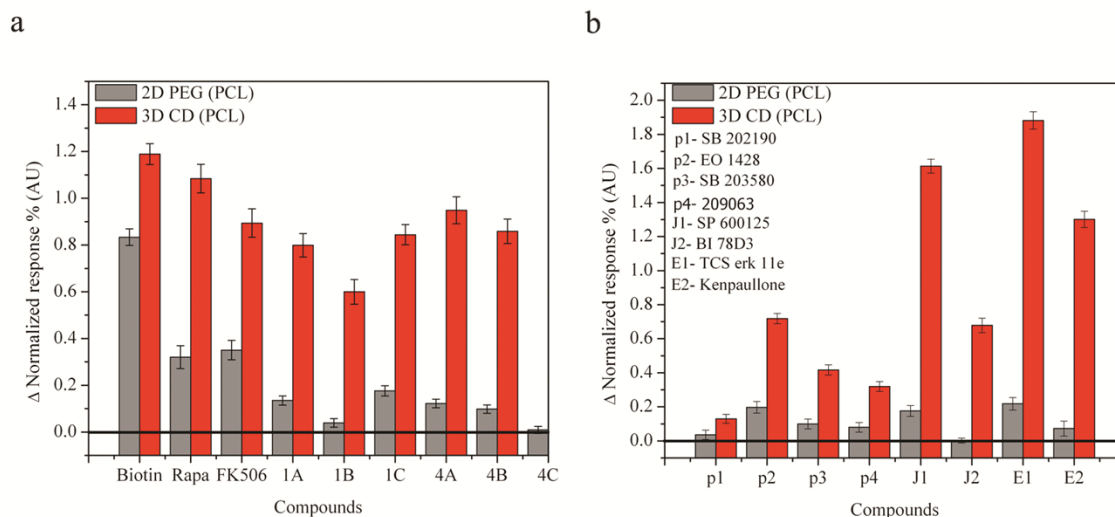 a
Δ Normalized response % (AU)
1.4
1.2
1.0
0.8
0.6
0.4
0.2
0.0
2D PEG (PCL)
3D CD (PCL)
Biotin Rapa FK506 1A 1B 1C 4A 4B 4C
Compounds
b
Δ Normalized response % (AU)
2.0
1.8
1.6
1.4
1.2
1.0
0.8
0.6
0.4
0.2
0.0
2D PEG (PCL)
3D CD (PCL)
p1- SB 202190
p2- EO 1428
p3- SB 203580
p4- 209063
J1- SP 600125
J2- BI 78D3
E1- TCS erk 11e
E2- Kenpaullone
p1 p2 p3 p4 J1 J2 E1 E2
Compounds